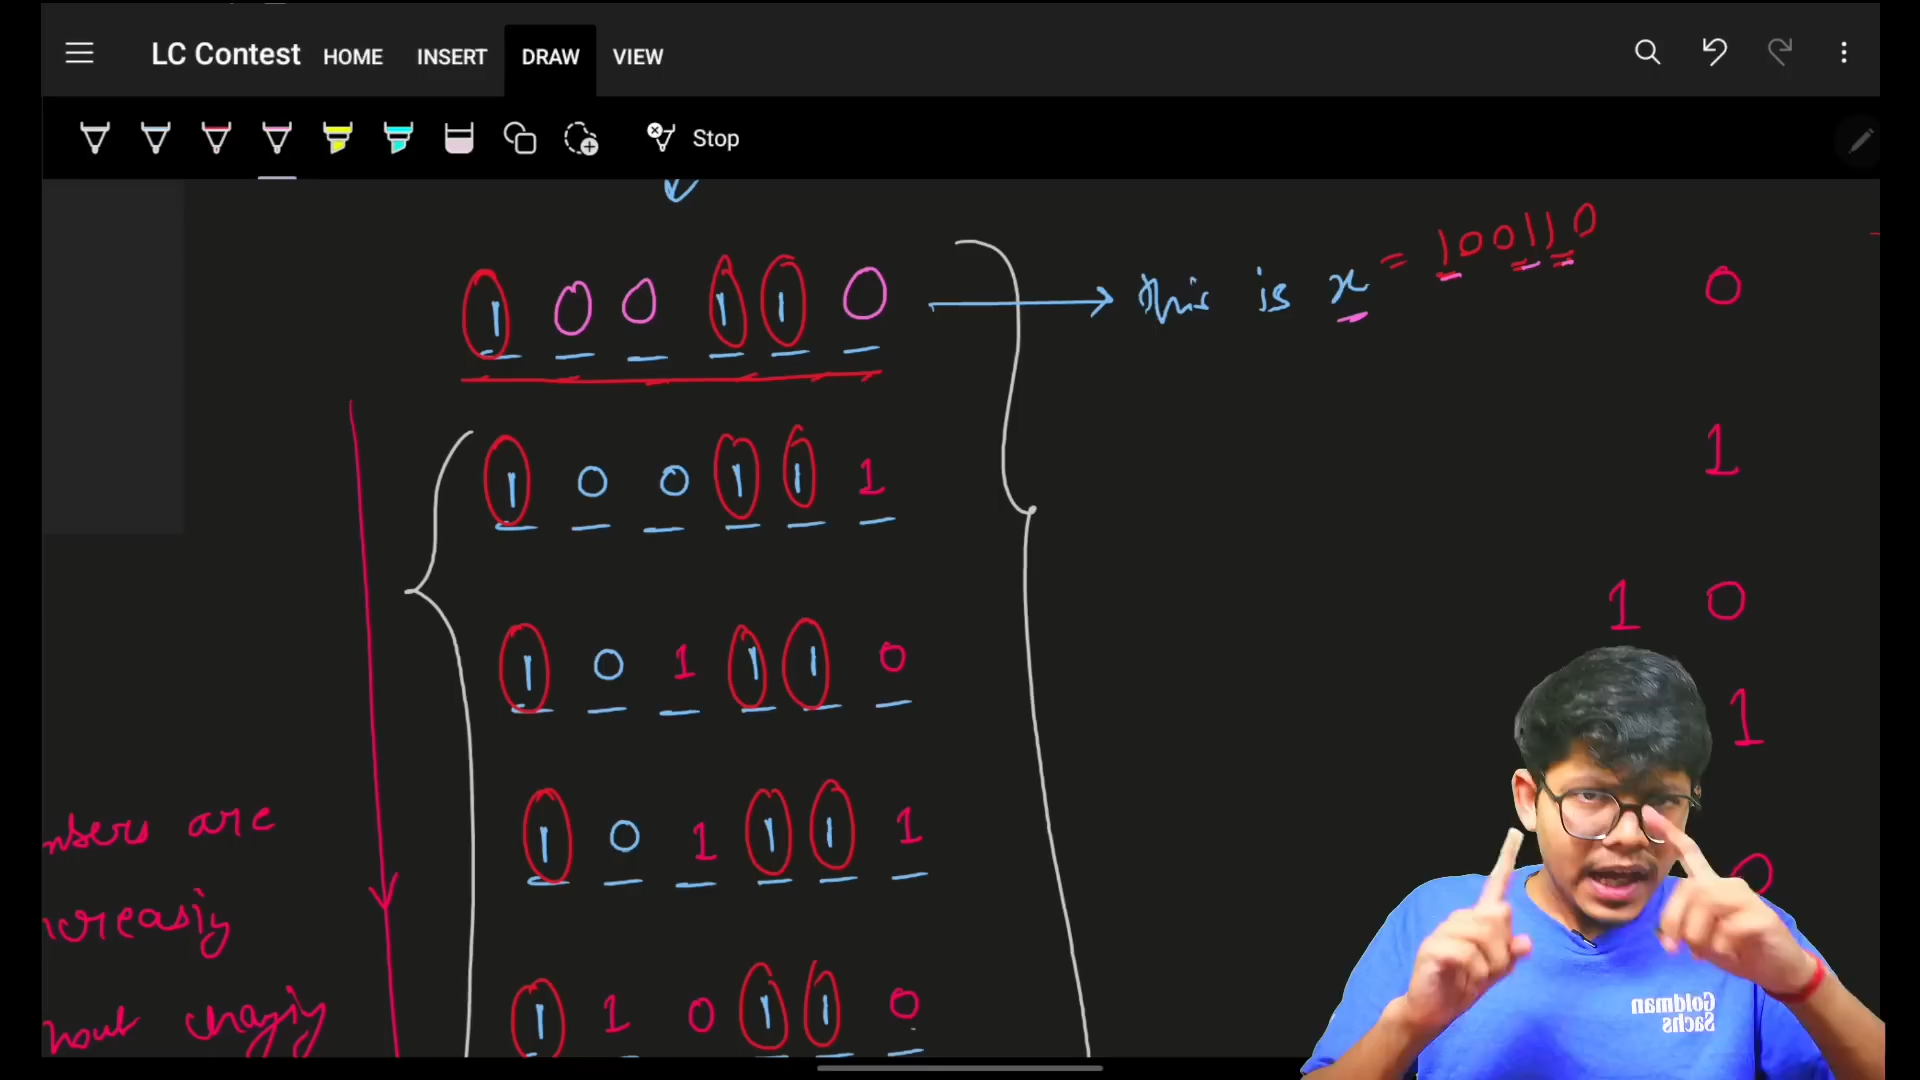 LC Contest HOME INSERT DRAW VIEW
Stop
1 0 0 1 1 0 this is x = 100110
0
1 0 0 1 1 1
1
1 0 1 1 1 0
1 0
1 0 1 1 1 1
1
are
0
1 1 0 1 1 0
Goldman
Sachs